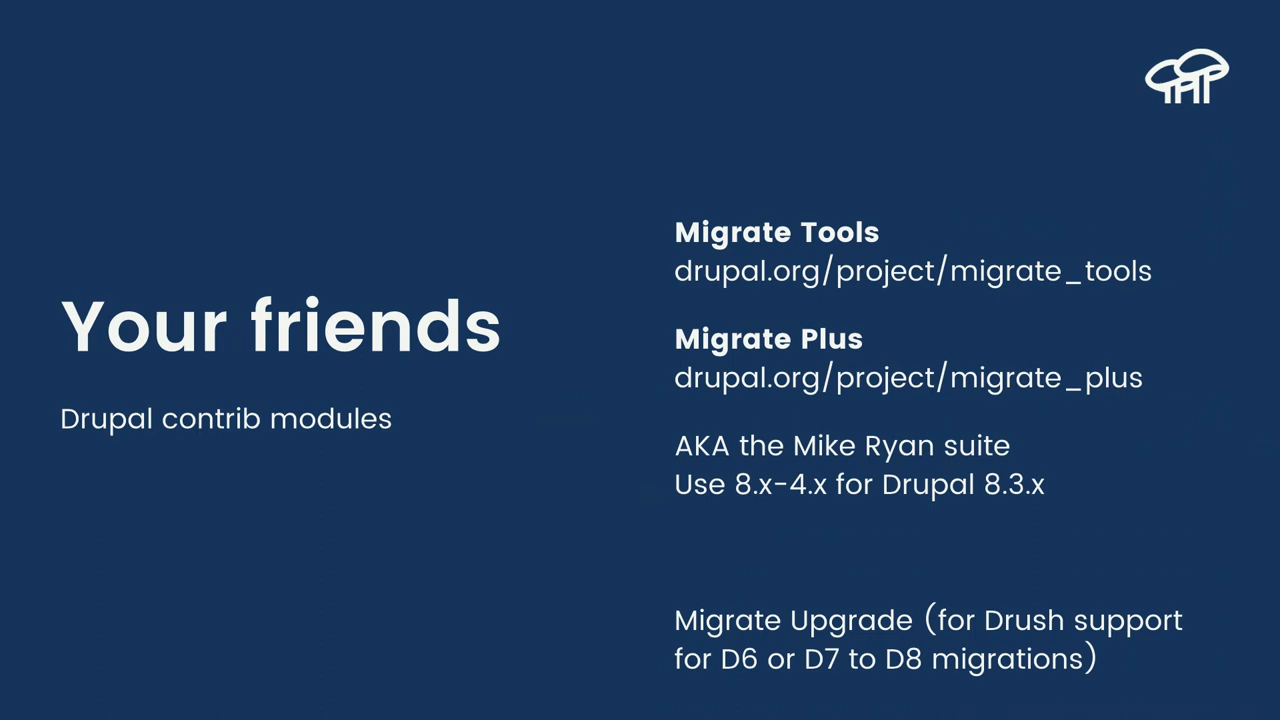 Your friends
Drupal contrib modules
Migrate Tools
drupal.org/project/migrate_tools
Migrate Plus
drupal.org/project/migrate_plus
AKA the Mike Ryan suite
Use 8.x-4.x for Drupal 8.3.x
Migrate Upgrade (for Drush support
for D6 or D7 to D8 migrations)